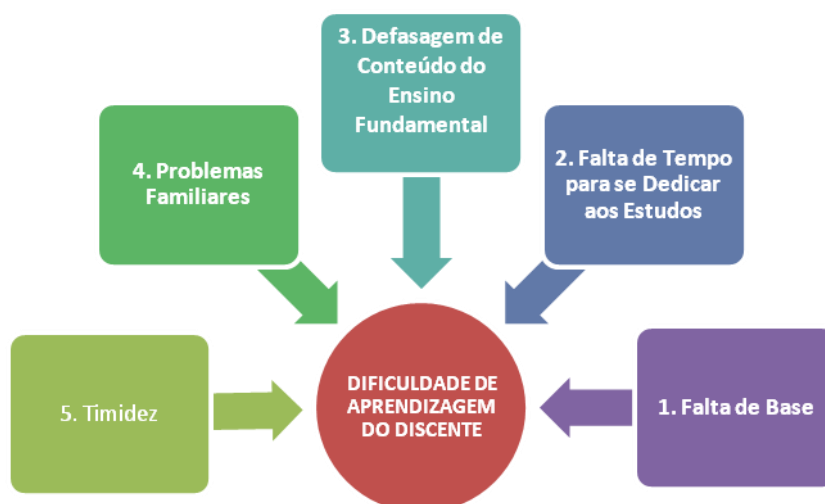 3. Defasagem de
Conteúdo do
Ensino
Fundamental
4. Problemas
Familiares
2. Falta de Tempo
para se Dedicar
aos Estudos
5. Timidez
DIFICULDADE DE
APRENDIZAGEM
DO DISCENTE
1. Falta de Base